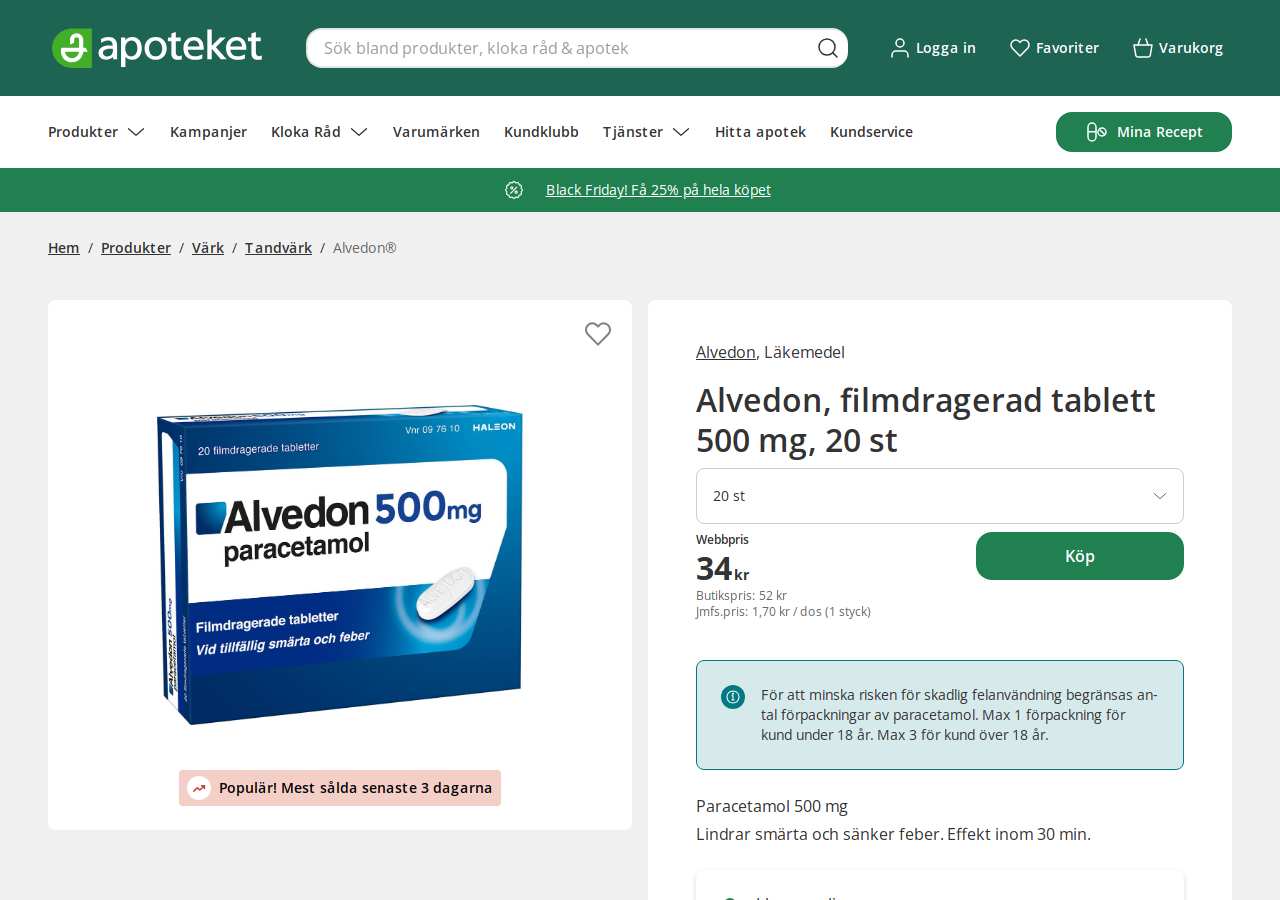 apoteket
Sök bland produkter, kloka råd & apotek
Logga in
Favoriter
Varukorg
Produkter
Kampanjer
Kloka Råd
Varumärken
Kundklubb
Tjänster
Hitta apotek
Kundservice
Mina Recept
Black Friday! Få 25% på hela köpet
Hem / Produkter / Värk / Tandvärk / Alvedon®
Vnr 09 76 10 HALEON
20 filmdragerade tabletter
Alvedon 500mg
paracetamol
Filmdragerade tabletter
Vid tillfällig smärta och feber
Populär! Mest sålda senaste 3 dagarna
Alvedon, Läkemedel
Alvedon, filmdragerad tablett
500 mg, 20 st
20 st
Webbpris
34 kr
Köp
Butikspris: 52 kr
Jmfs.pris: 1,70 kr / dos (1 styck)
För att minska risken för skadlig felanvändning begränsas an-
tal förpackningar av paracetamol. Max 1 förpackning för
kund under 18 år. Max 3 för kund över 18 år.
Paracetamol 500 mg
Lindrar smärta och sänker feber. Effekt inom 30 min.